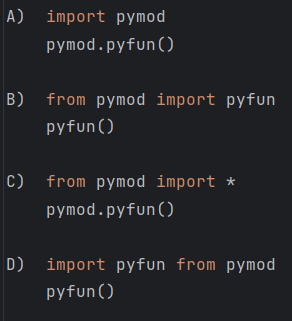 A) import pymod
pymod.pyfun()
B) from pymod import pyfun
pyfun()
C) from pymod import *
pymod.pyfun()
D) import pyfun from pymod
pyfun()